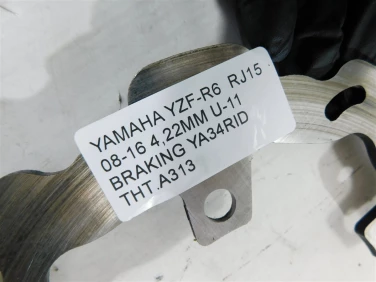 YAMAHA YZF-R6 RJ15
08-16 4,22MM U-11
BRAKING YA34RID
THT.A313